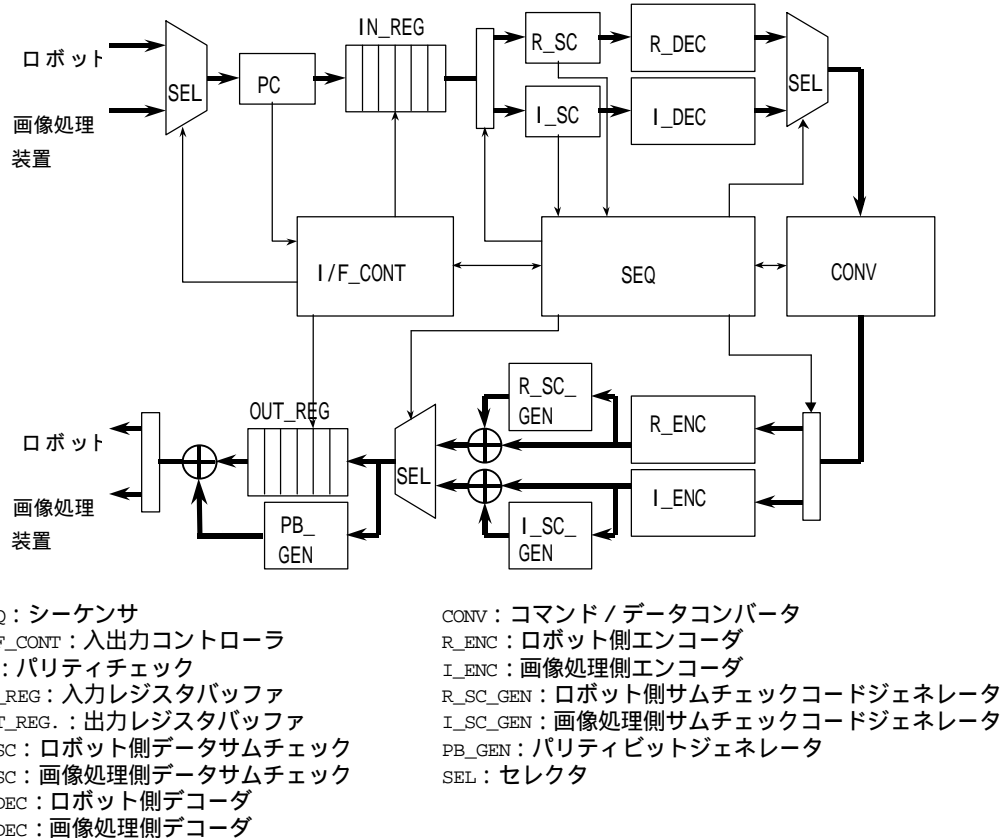 ロボット
画像処理
装置
SEL
PC
IN_REG
R_SC
I_SC
R_DEC
I_DEC
SEL
I/F_CONT
SEQ
CONV
ロボット
画像処理
装置
OUT_REG
PB_
GEN
SEL
R_SC_
GEN
I_SC_
GEN
R_ENC
I_ENC
Q：シーケンサ
F_CONT：入出力コントローラ
：パリティチェック
_REG：入力レジスタバッファ
T_REG.：出力レジスタバッファ
SC：ロボット側データサムチェック
SC：画像処理側データサムチェック
DEC：ロボット側デコーダ
DEC：画像処理側デコーダ
CONV：コマンド／データコンバータ
R_ENC：ロボット側エンコーダ
I_ENC：画像処理側エンコーダ
R_SC_GEN：ロボット側サムチェックコードジェネレータ
I_SC_GEN：画像処理側サムチェックコードジェネレータ
PB_GEN：パリティビットジェネレータ
SEL：セレクタ